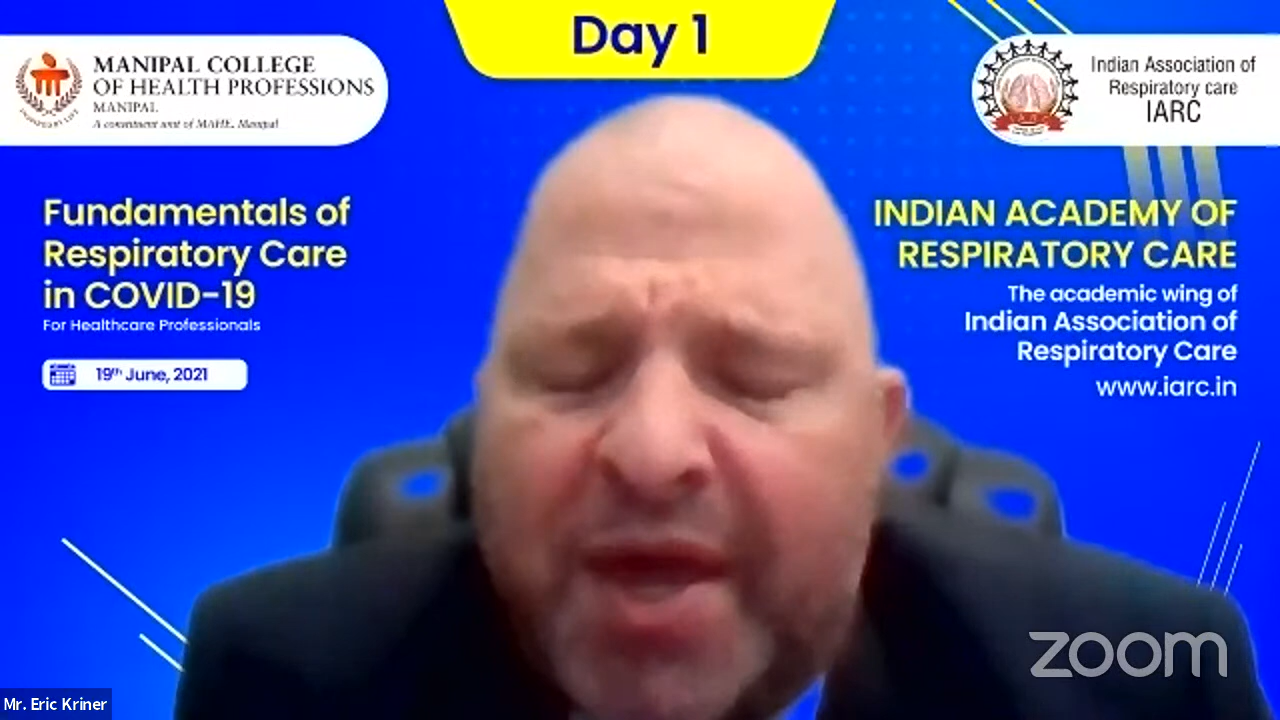 Day 1
MANIPAL COLLEGE
OF HEALTH PROFESSIONS
MANIPAL
A constituent unit of MAHE, Manipal
Indian Association of
Respiratory care
IARC
Fundamentals of
Respiratory Care
in COVID-19
For Healthcare Professionals
19th June, 2021
INDIAN ACADEMY OF
RESPIRATORY CARE
The academic wing of
Indian Association of
Respiratory Care
www.iarc.in
zoom
Mr. Eric Kriner